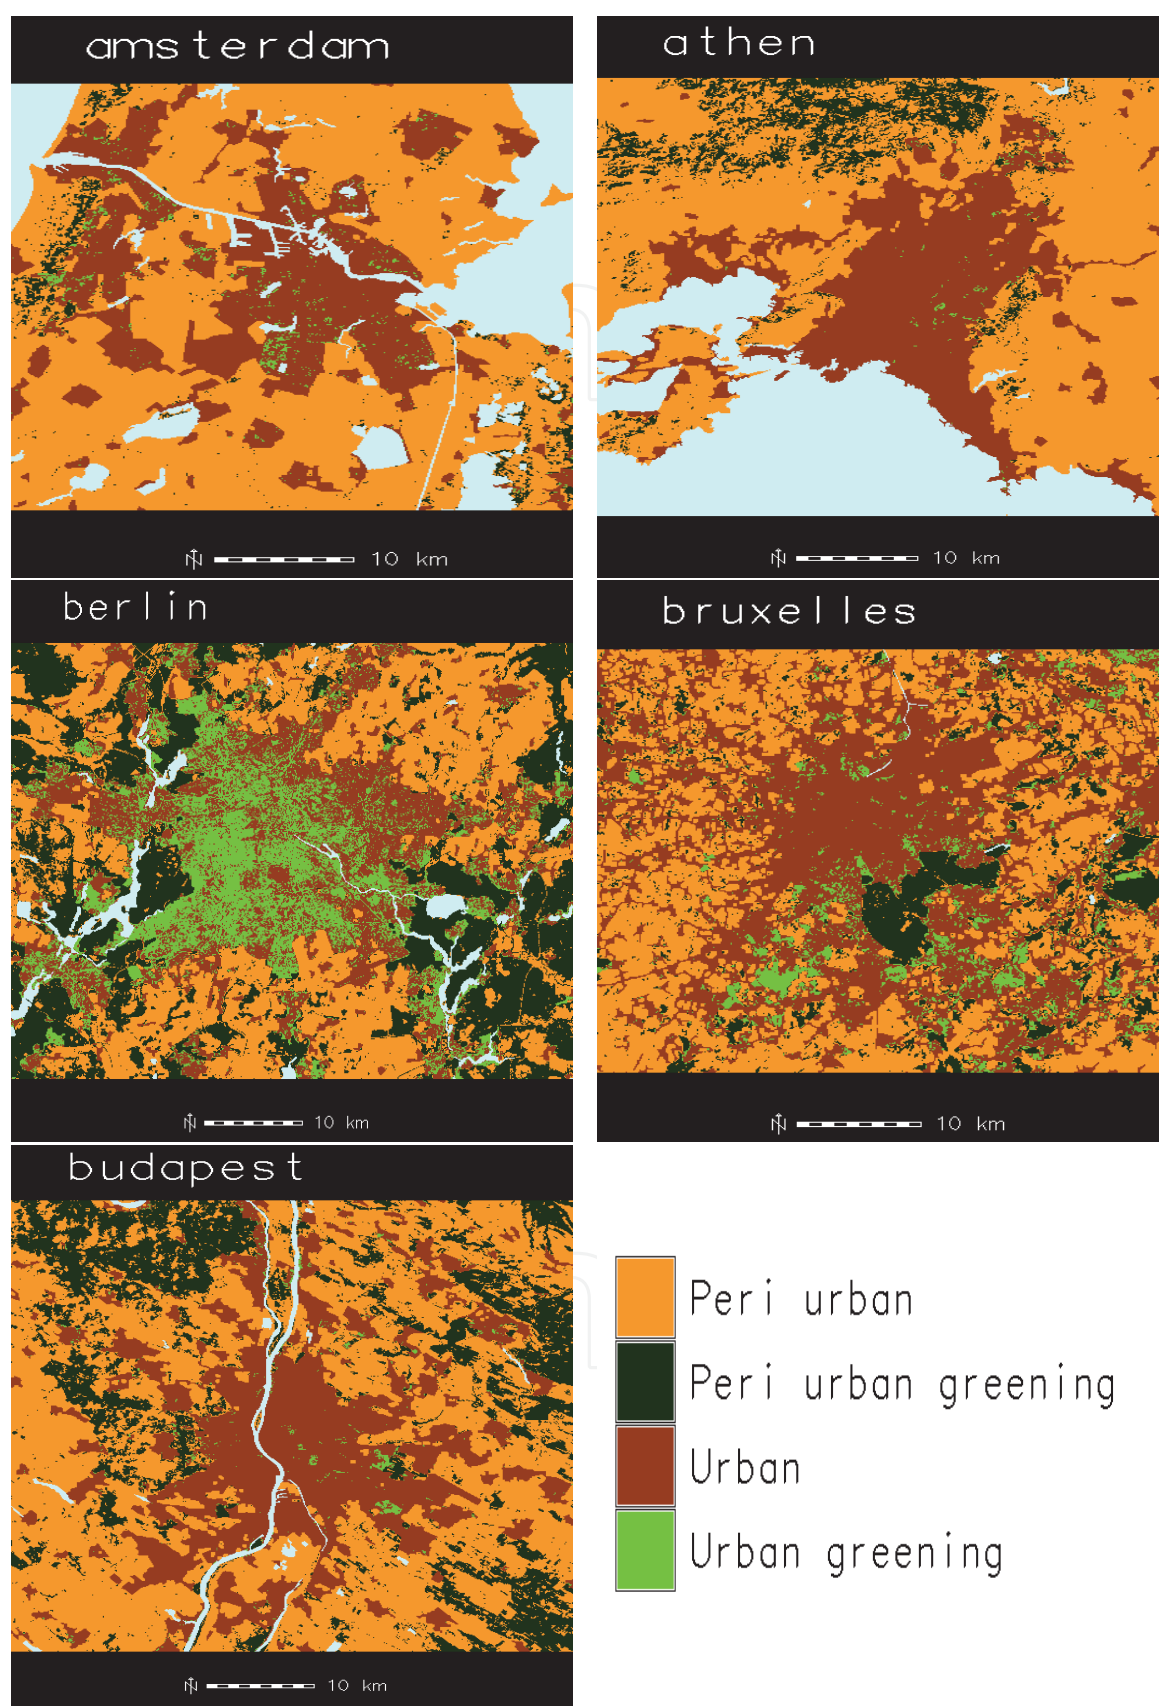 amsterdam
athen
10 km
10 km
berlin
bruxelles
10 km
10 km
budapest
Peri urban
Peri urban greening
Urban
Urban greening
10 km